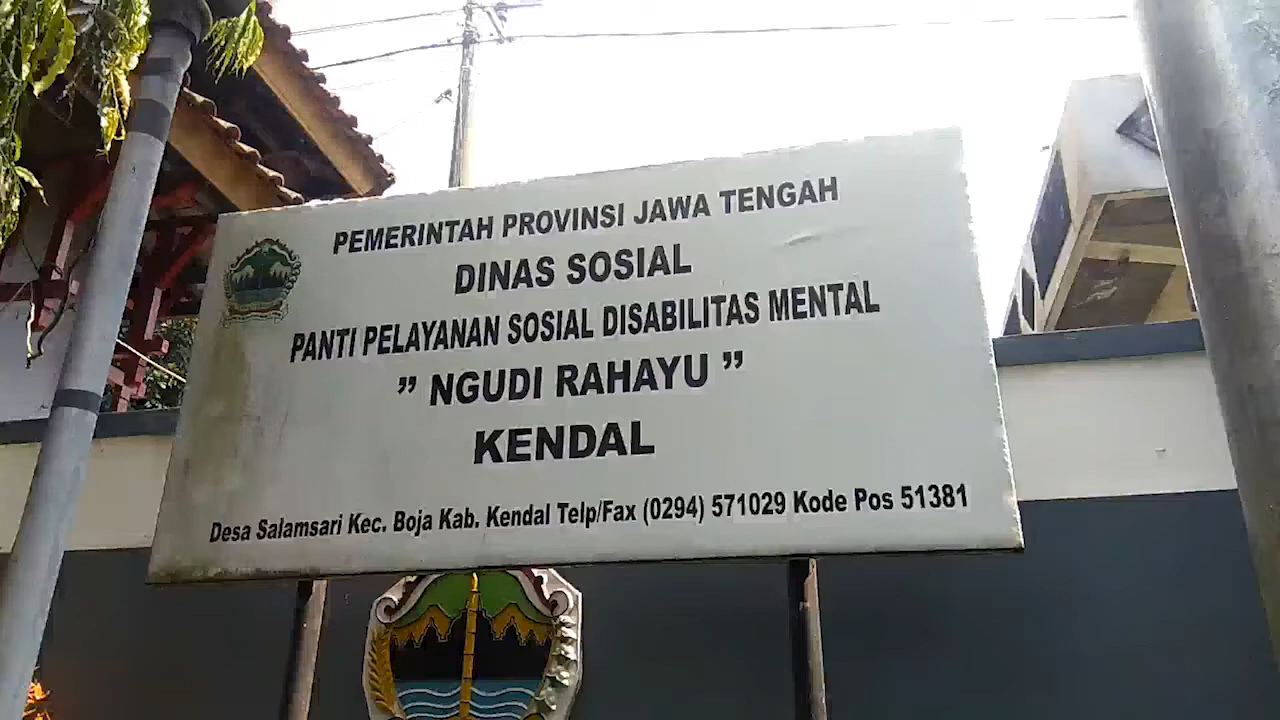 PEMERINTAH PROVINSI JAWA TENGAH
DINAS SOSIAL
PANTI PELAYANAN SOSIAL DISABILITAS MENTAL
” NGUDI RAHAYU ”
KENDAL
Desa Salamsari Kec. Boja Kab. Kendal Telp/Fax (0294) 571029 Kode Pos 51381